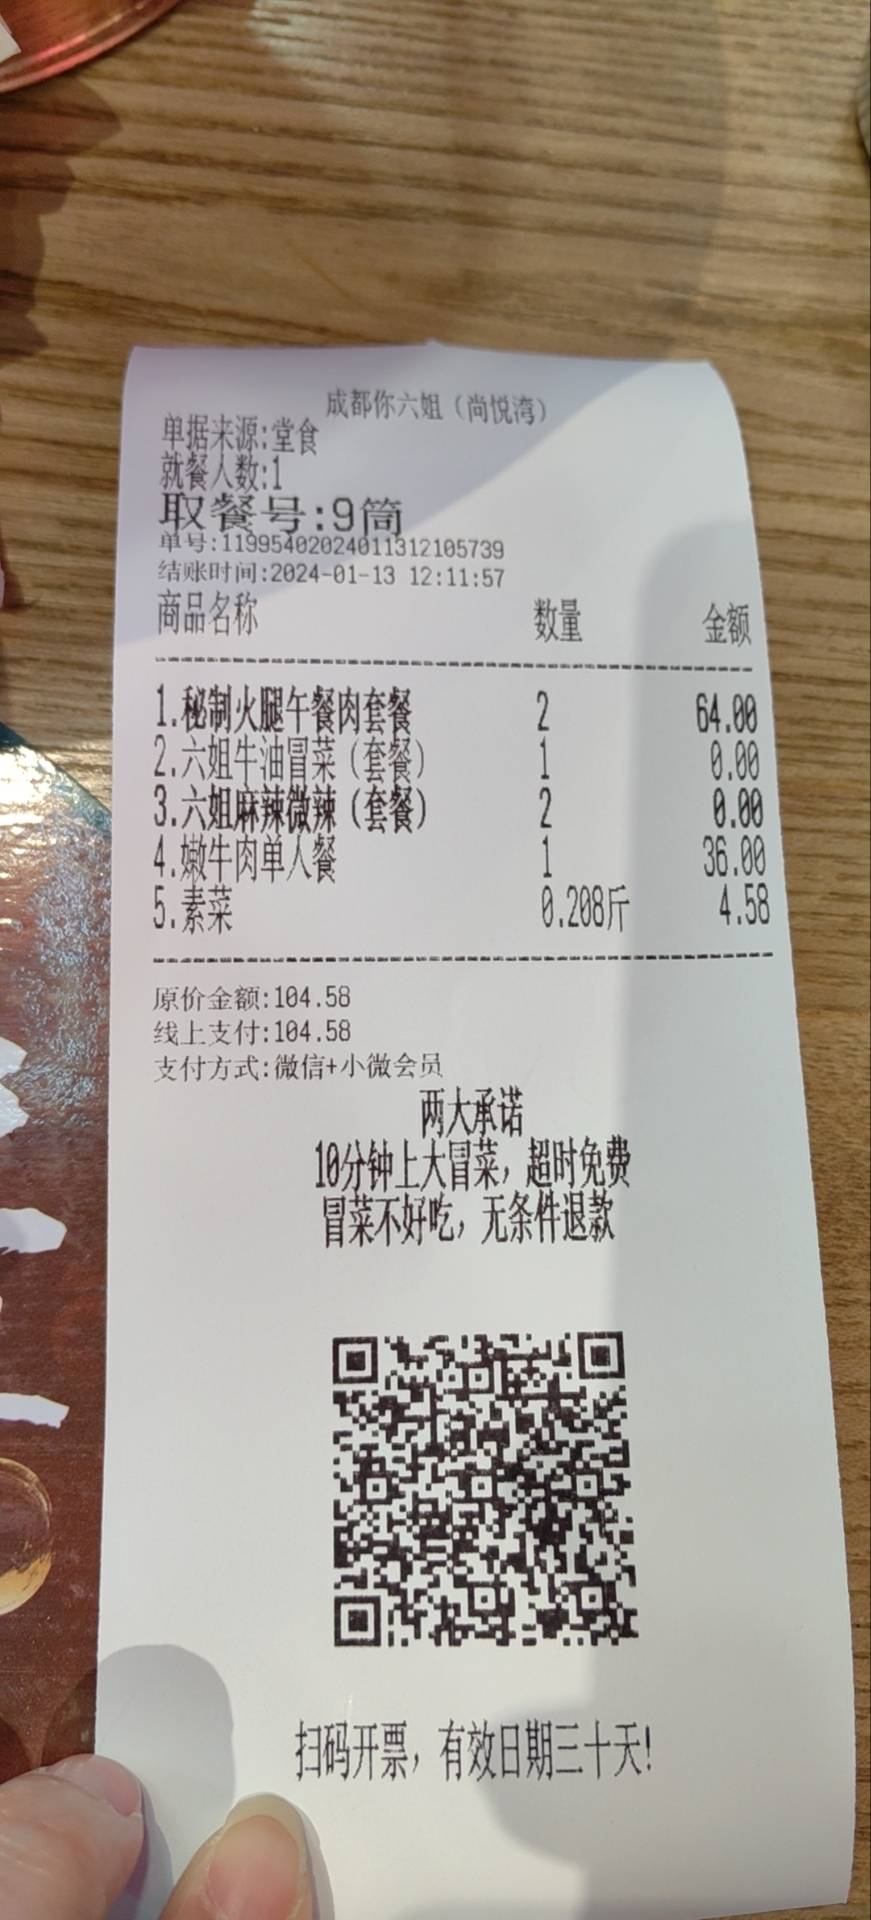 成都你六姐（尚悦湾）
单据来源:堂食
就餐人数:1
取餐号:9筒
单号:119954020240113121​05739
结账时间:2024-01-13 12:11:57
商品名称 数量 金额
1.秘制火腿午餐肉套餐 2 64.00
2.六姐牛油冒菜（套餐） 1 0.00
3.六姐麻辣微辣（套餐） 2 0.00
4.嫩牛肉单人餐 1 36.00
5.素菜 0.208斤 4.58
原价金额:104.58
线上支付:104.58
支付方式:微信+小微会员
两大承诺
10分钟上大冒菜，超时免费
冒菜不好吃，无条件退款
扫码开票，有效日期三十天!